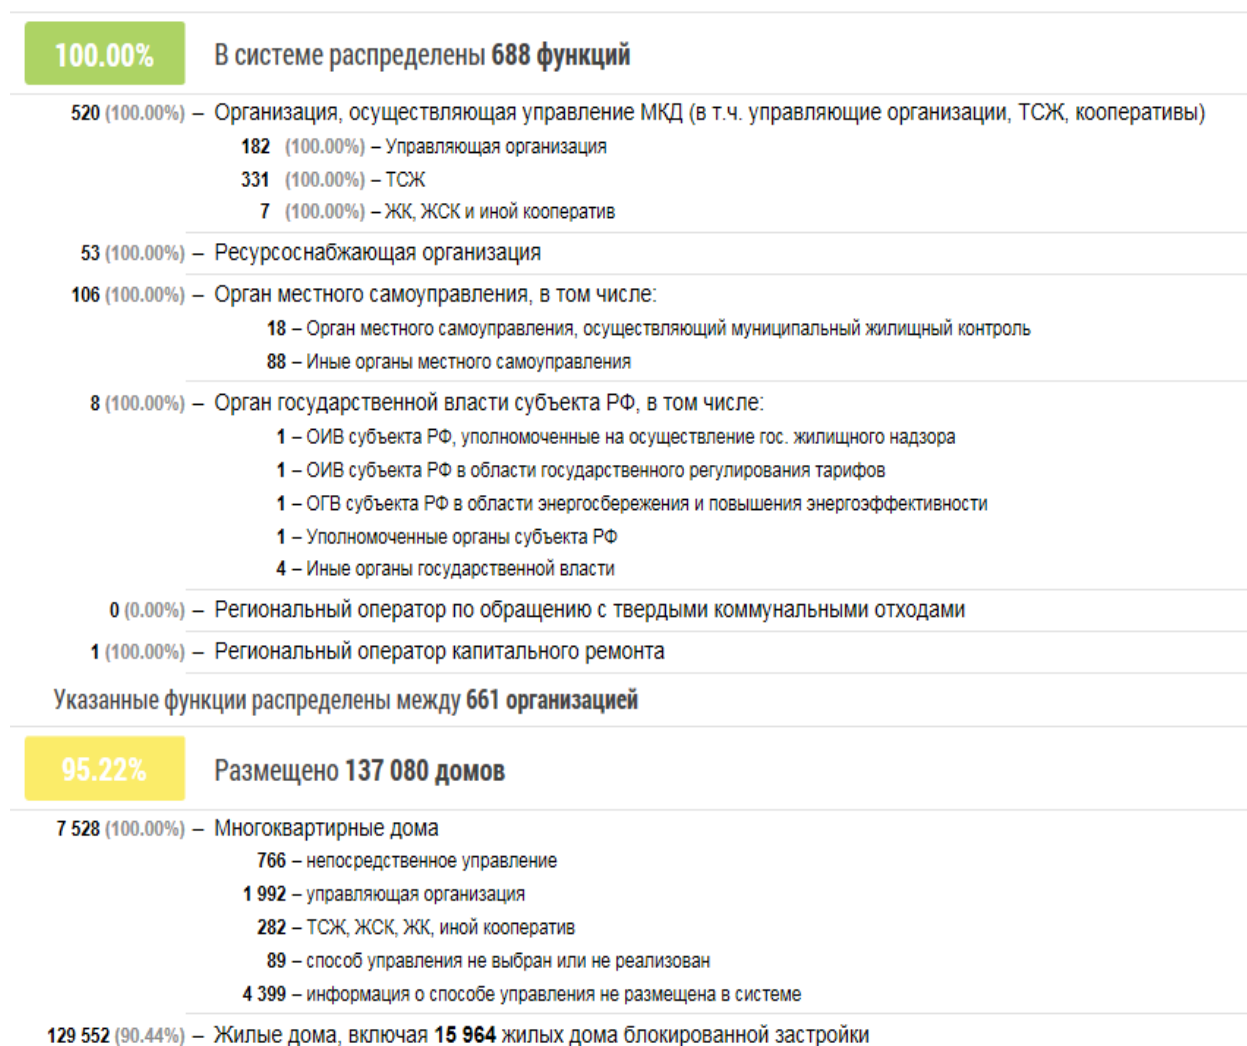 100.00% В системе распределены 688 функций
520 (100.00%) – Организация, осуществляющая управление МКД (в т.ч. управляющие организации, ТСЖ, кооперативы)
182 (100.00%) – Управляющая организация
331 (100.00%) – ТСЖ
7 (100.00%) – ЖК, ЖСК и иной кооператив
53 (100.00%) – Ресурсоснабжающая организация
106 (100.00%) – Орган местного самоуправления, в том числе:
18 – Орган местного самоуправления, осуществляющий муниципальный жилищный контроль
88 – Иные органы местного самоуправления
8 (100.00%) – Орган государственной власти субъекта РФ, в том числе:
1 – ОИВ субъекта РФ, уполномоченные на осуществление гос. жилищного надзора
1 – ОИВ субъекта РФ в области государственного регулирования тарифов
1 – ОГВ субъекта РФ в области энергосбережения и повышения энергоэффективности
1 – Уполномоченные органы субъекта РФ
4 – Иные органы государственной власти
0 (0.00%) – Региональный оператор по обращению с твердыми коммунальными отходами
1 (100.00%) – Региональный оператор капитального ремонта
Указанные функции распределены между 661 организацией
95.22% Размещено 137 080 домов
7 528 (100.00%) – Многоквартирные дома
766 – непосредственное управление
1 992 – управляющая организация
282 – ТСЖ, ЖСК, ЖК, иной кооператив
89 – способ управления не выбран или не реализован
4 399 – информация о способе управления не размещена в системе
129 552 (90.44%) – Жилые дома, включая 15 964 жилых дома блокированной застройки